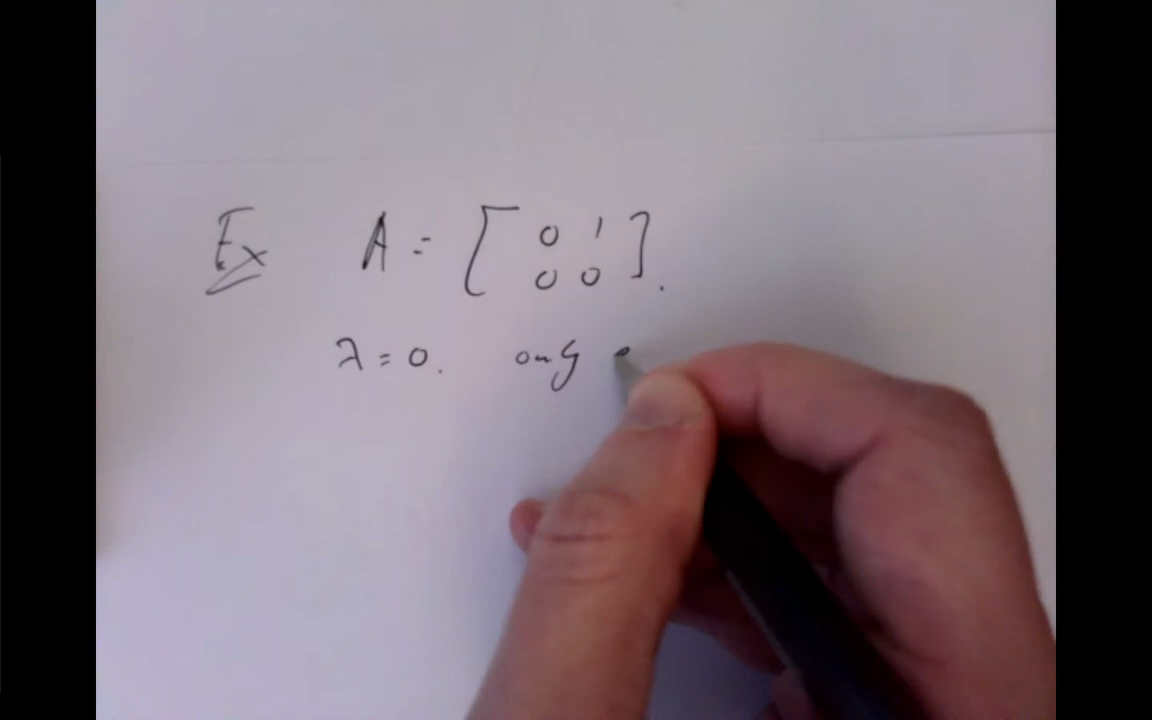 Ex A = [ 0 1
0 0 ].
λ = 0. only